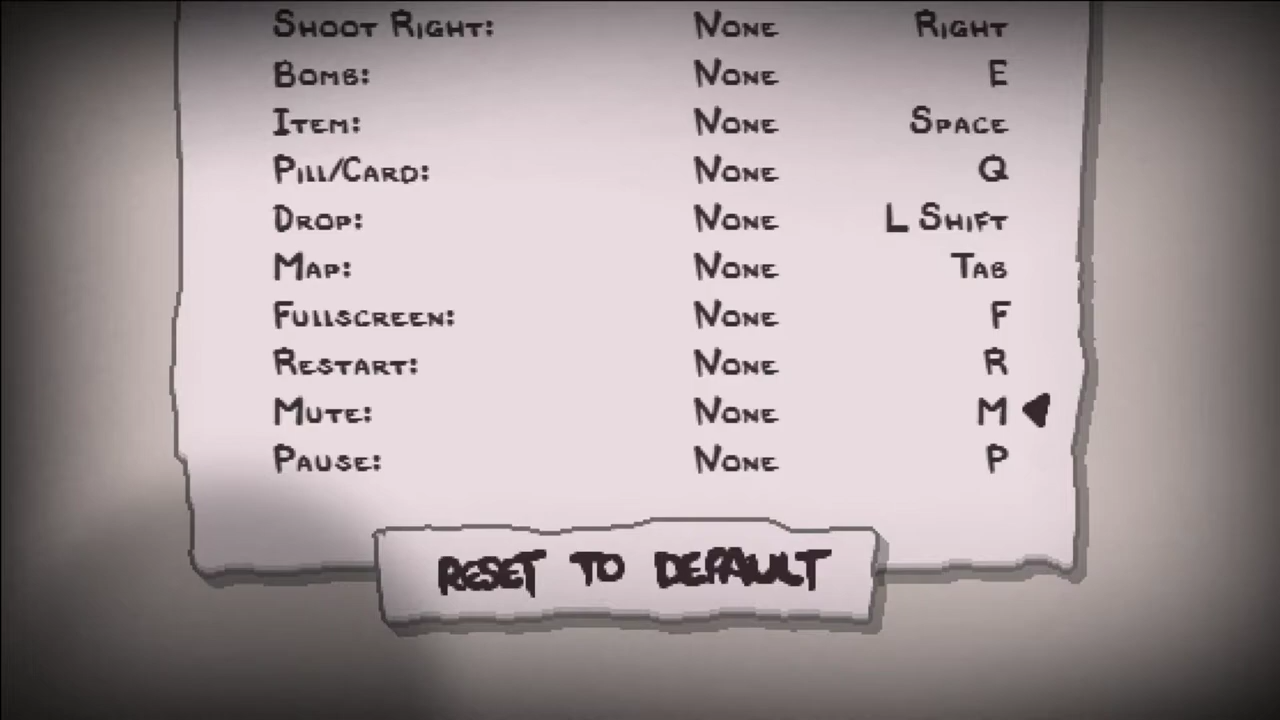 Shoot Right: None Right
Bomb: None E
Item: None Space
Pill/Card: None Q
Drop: None L Shift
Map: None Tab
Fullscreen: None F
Restart: None R
Mute: None M
Pause: None P
RESET TO DEFAULT